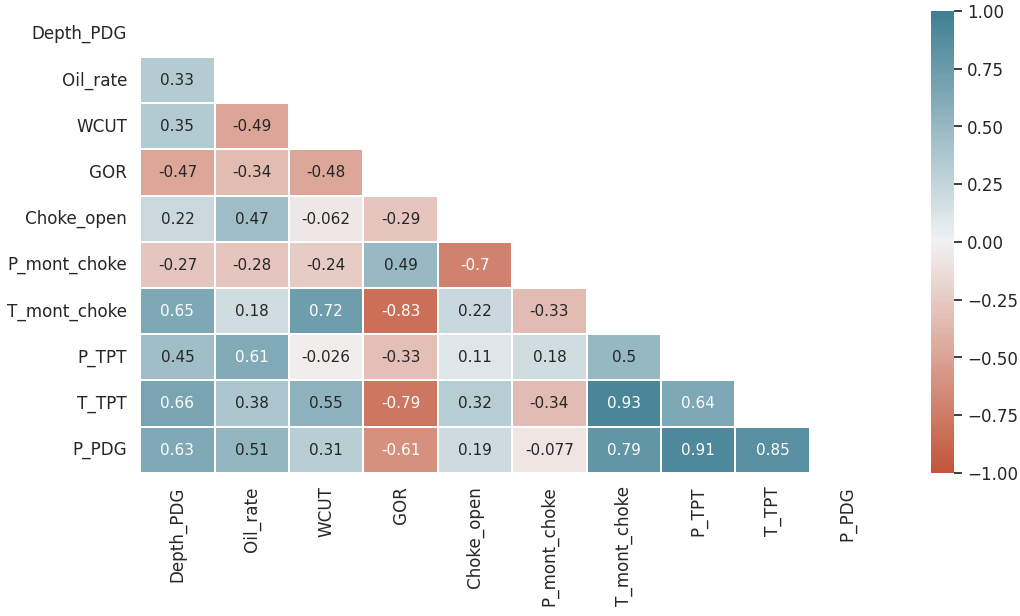 Depth_PDG
Oil_rate 0.33
WCUT 0.35 -0.49
GOR -0.47 -0.34 -0.48
Choke_open 0.22 0.47 -0.062 -0.29
P_mont_choke -0.27 -0.28 -0.24 0.49 -0.7
T_mont_choke 0.65 0.18 0.72 -0.83 0.22 -0.33
P_TPT 0.45 0.61 -0.026 -0.33 0.11 0.18 0.5
T_TPT 0.66 0.38 0.55 -0.79 0.32 -0.34 0.93 0.64
P_PDG 0.63 0.51 0.31 -0.61 0.19 -0.077 0.79 0.91 0.85
Depth_PDG
Oil_rate
WCUT
GOR
Choke_open
P_mont_choke
T_mont_choke
P_TPT
T_TPT
P_PDG
1.00
0.75
0.50
0.25
0.00
−0.25
−0.50
−0.75
−1.00